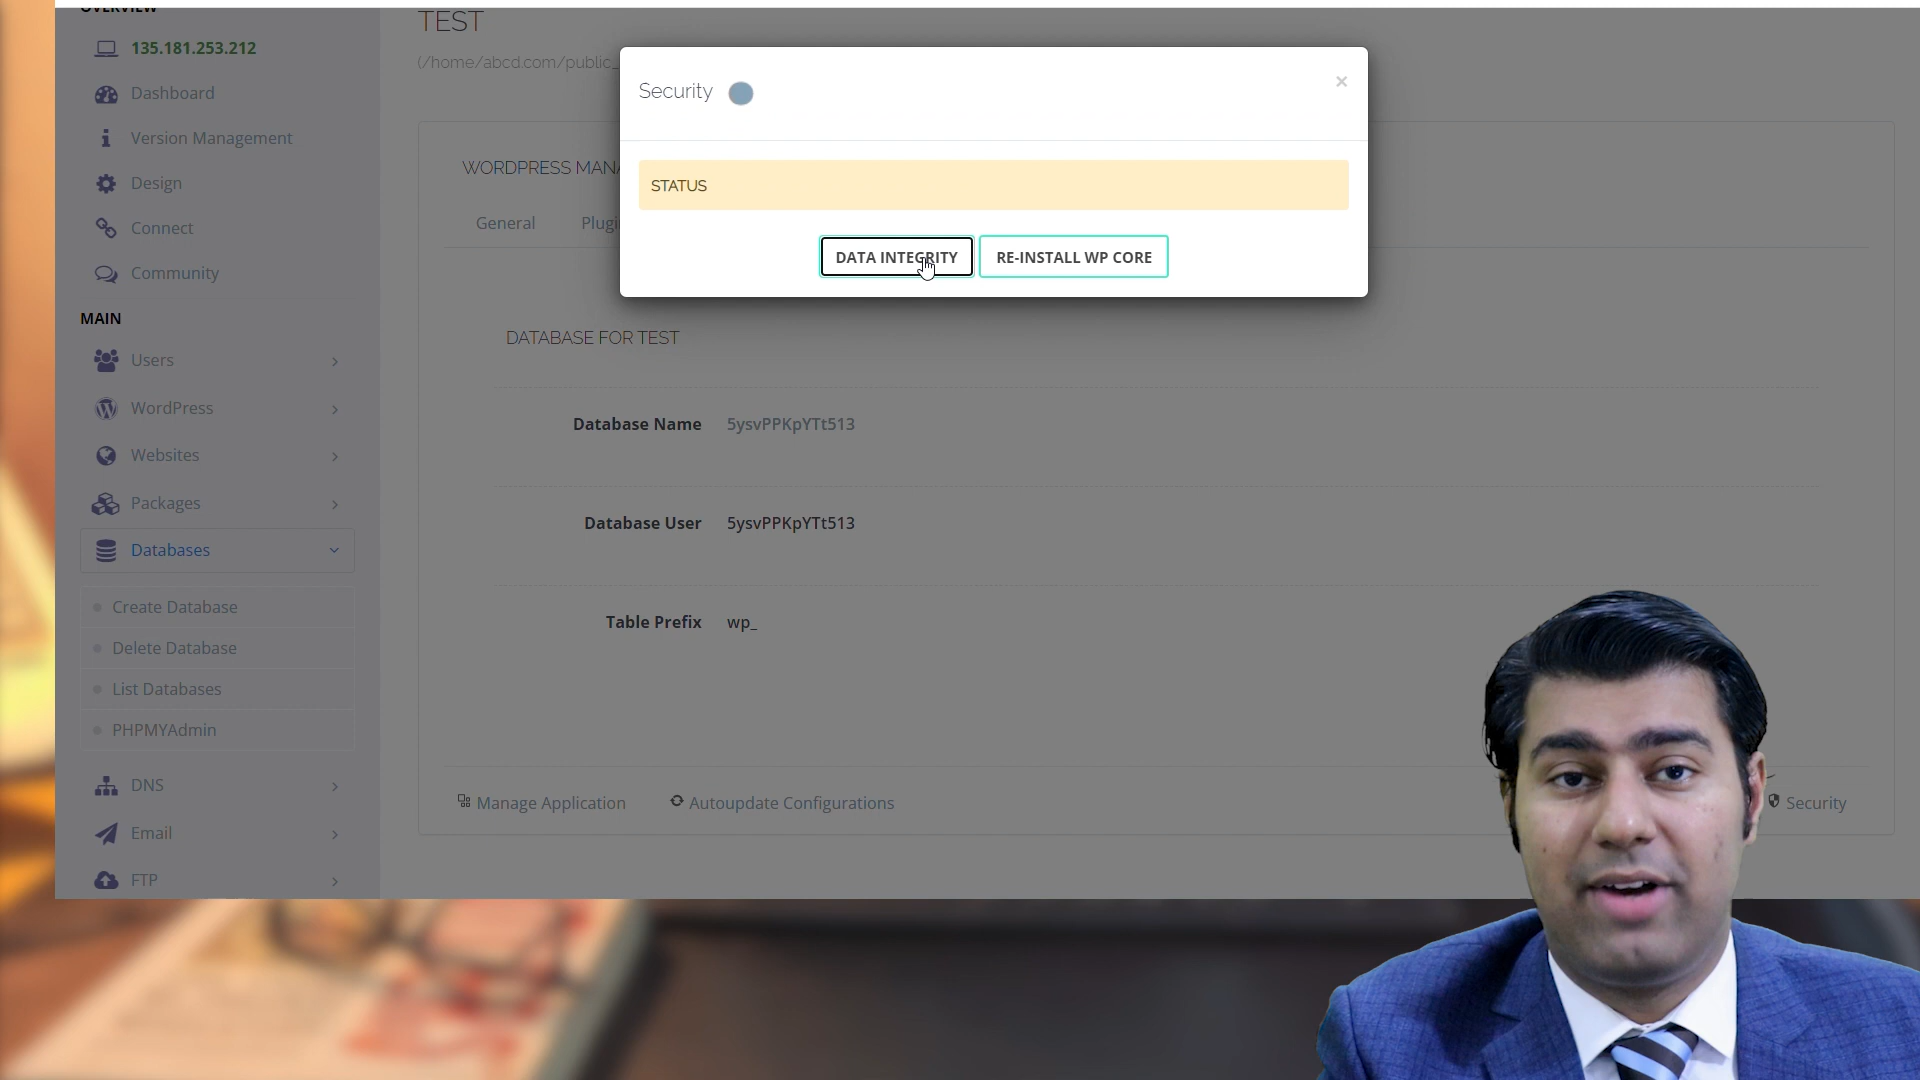 OVERVIEW
135.181.253.212
Dashboard
Version Management
Design
Connect
Community
MAIN
Users
WordPress
Websites
Packages
Databases
Create Database
Delete Database
List Databases
PHPMYAdmin
DNS
Email
FTP
TEST
(/home/abcd.com/public_
WORDPRESS MANA
General Plugi
Security
×
STATUS
DATA INTEGRITY RE-INSTALL WP CORE
DATABASE FOR TEST
Database Name 5ysvPPKpYTt513
Database User 5ysvPPKpYTt513
Table Prefix wp_
Manage Application Autoupdate Configurations Security